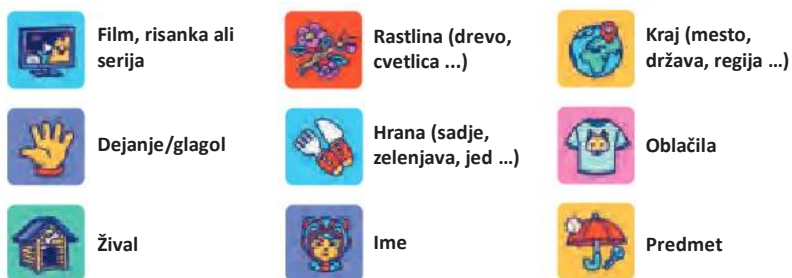 Film, risanka ali
serija
Rastlina (drevo,
cvetlica ...)
Kraj (mesto,
država, regija …)
Dejanje/glagol
Hrana (sadje,
zelenjava, jed …)
Oblačila
Žival
Ime
Predmet